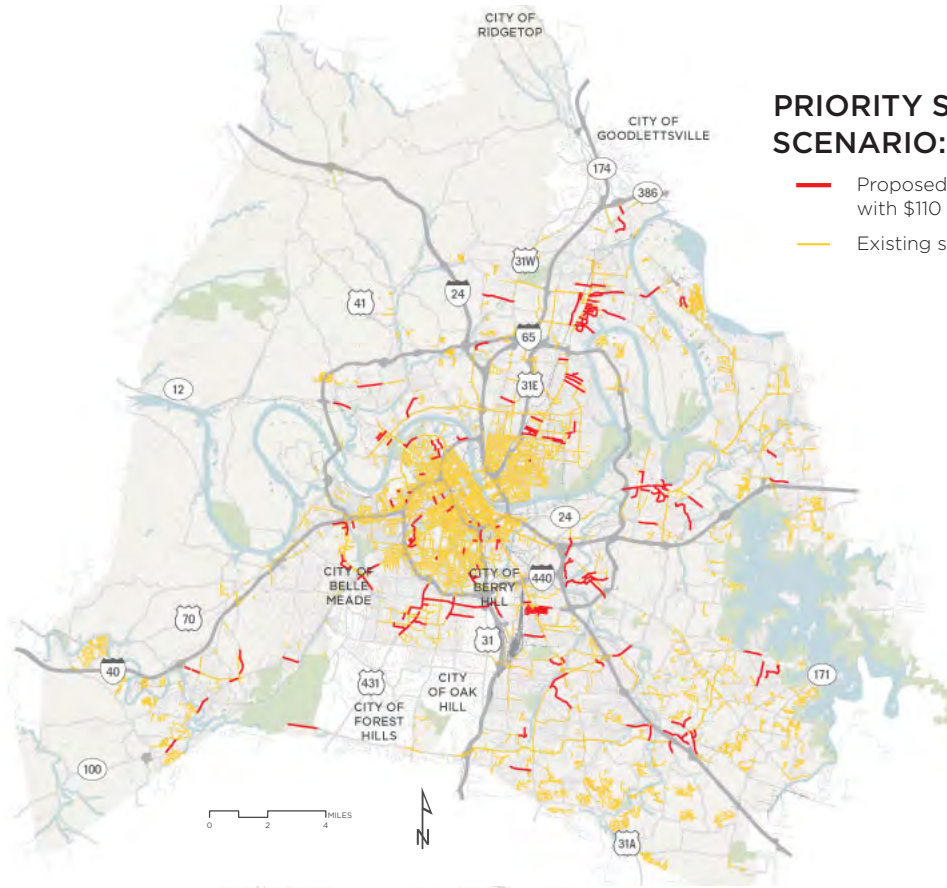 CITY OF
RIDGETOP
PRIORITY S
SCENARIO:
CITY OF
GOODLETTSVILLE
174
386
Proposed
with $110
Existing s
31W
41
24
65
31E
12
24
CITY OF
BELLE
MEADE
CITY OF
BERRY
HILL
440
70
31
40
431
CITY OF
FOREST
HILLS
CITY
OF OAK
HILL
171
100
MILES
0 2 4
N
31A